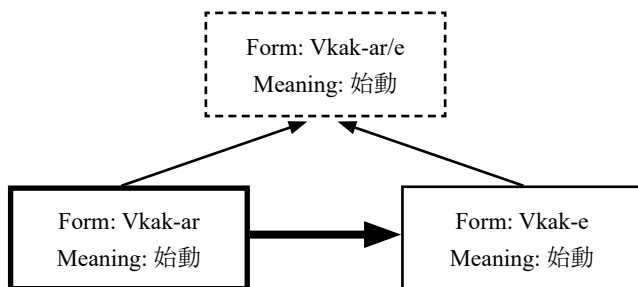 Form: Vkak-ar/e
Meaning: 始動
Form: Vkak-ar
Meaning: 始動
Form: Vkak-e
Meaning: 始動